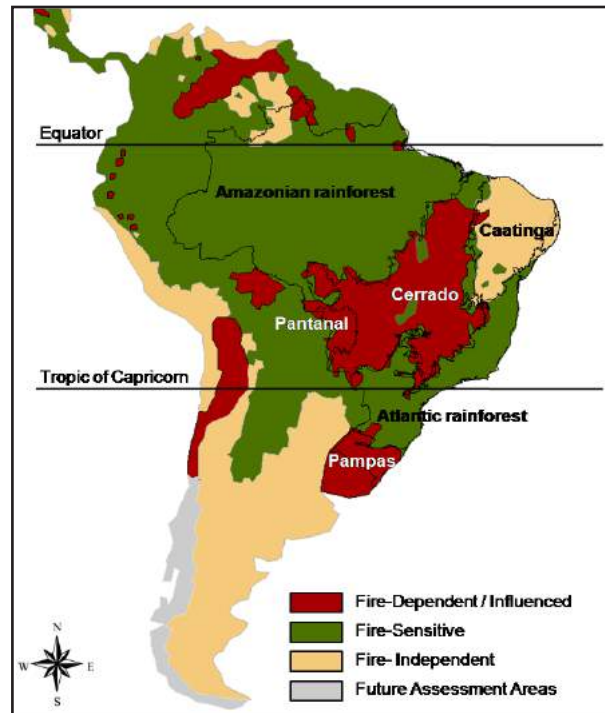 Equator
Amazonian rainforest
Caatinga
Cerrado
Pantanal
Tropic of Capricorn
Atlantic rainforest
Pampas
Fire-Dependent / Influenced
Fire-Sensitive
Fire- Independent
Future Assessment Areas
N
W E
S